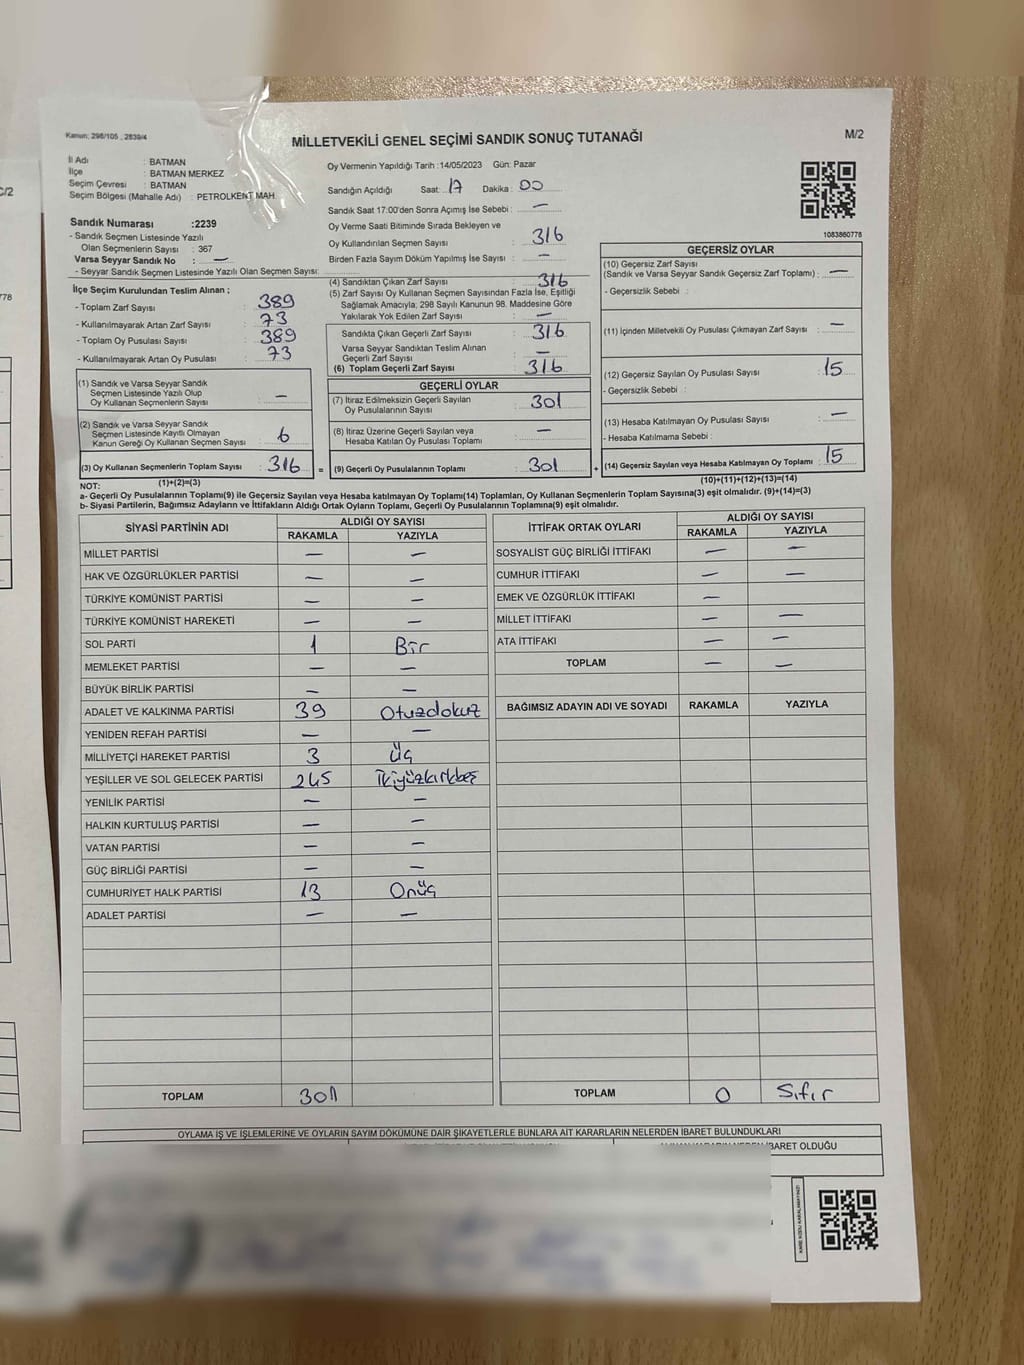 Kanun; 298/105 , 2839/4
MİLLETVEKİLİ GENEL SEÇİMİ SANDIK SONUÇ TUTANAĞI
M/2
İl Adı : BATMAN
İlçe : BATMAN MERKEZ
Seçim Çevresi : BATMAN
Seçim Bölgesi (Mahalle Adı) : PETROLKENT MAH
Oy Vermenin Yapıldığı Tarih :14/05/2023 Gün: Pazar
Sandığın Açıldığı Saat: 17 Dakika: 00
Sandık Saat 17:00'den Sonra Açımış İse Sebebi : —
Sandık Numarası :2239
- Sandık Seçmen Listesinde Yazılı
Olan Seçmenlerin Sayısı : 367
Varsa Seyyar Sandık No : —
- Seyyar Sandık Seçmen Listesinde Yazılı Olan Seçmen Sayısı:
Oy Verme Saati Bitiminde Sırada Bekleyen ve
Oy Kullandırılan Seçmen Sayısı : 316
Birden Fazla Sayım Döküm Yapılmış İse Sayısı : —
1083860778
İlçe Seçim Kurulundan Teslim Alınan ;
- Toplam Zarf Sayısı : 389
- Kullanılmayarak Artan Zarf Sayısı : 73
- Toplam Oy Pusulası Sayısı : 389
- Kullanılmayarak Artan Oy Pusulası : 73
(4) Sandıktan Çıkan Zarf Sayısı : 316
(5) Zarf Sayısı Oy Kullanan Seçmen Sayısından Fazla İse, Eşitliği
Sağlamak Amacıyla; 298 Sayılı Kanunun 98. Maddesine Göre
Yakılarak Yok Edilen Zarf Sayısı : —
Sandıkta Çıkan Geçerli Zarf Sayısı : 316
Varsa Seyyar Sandıktan Teslim Alınan
Geçerli Zarf Sayısı : —
(6) Toplam Geçerli Zarf Sayısı : 316
GEÇERSİZ OYLAR
(10) Geçersiz Zarf Sayısı
(Sandık ve Varsa Seyyar Sandık Geçersiz Zarf Toplamı) : —
- Geçersizlik Sebebi :
(11) İçinden Milletvekili Oy Pusulası Çıkmayan Zarf Sayısı : —
(12) Geçersiz Sayılan Oy Pusulası Sayısı : 15
- Geçersizlik Sebebi :
(13) Hesaba Katılmayan Oy Pusulası Sayısı : —
- Hesaba Katılmama Sebebi :
(14) Geçersiz Sayılan veya Hesaba Katılmayan Oy Toplamı : 15
(10)+(11)+(12)+(13)=(14)
(1) Sandık ve Varsa Seyyar Sandık
Seçmen Listesinde Yazılı Olup
Oy Kullanan Seçmenlerin Sayısı : —
(2) Sandık ve Varsa Seyyar Sandık
Seçmen Listesinde Kayıtlı Olmayan
Kanun Gereği Oy Kullanan Seçmen Sayısı : 6
(3) Oy Kullanan Seçmenlerin Toplam Sayısı : 316 =
(1)+(2)=(3)
GEÇERLİ OYLAR
(7) İtiraz Edilmeksizin Geçerli Sayılan
Oy Pusulalarının Sayısı : 301
(8) İtiraz Üzerine Geçerli Sayılan veya
Hesaba Katılan Oy Pusulası Toplamı : —
(9) Geçerli Oy Pusulalarının Toplamı : 301 +
a- Geçerli Oy Pusulalarının Toplamı(9) ile Geçersiz Sayılan veya Hesaba katılmayan Oy Toplamı(14) Toplamları, Oy Kullanan Seçmenlerin Toplam Sayısına(3) eşit olmalıdır. (9)+(14)=(3)
NOT:
b- Siyasi Partilerin, Bağımsız Adayların ve İttifakların Aldığı Ortak Oyların Toplamı, Geçerli Oy Pusulalarının Toplamına(9) eşit olmalıdır.
SİYASİ PARTİNİN ADI ALDIĞI OY SAYISI
RAKAMLA YAZIYLA
MİLLET PARTİSİ — —
HAK VE ÖZGÜRLÜKLER PARTİSİ — —
TÜRKİYE KOMÜNİST PARTİSİ — —
TÜRKİYE KOMÜNİST HAREKETİ — —
SOL PARTİ 1 Bir
MEMLEKET PARTİSİ — —
BÜYÜK BİRLİK PARTİSİ — —
ADALET VE KALKINMA PARTİSİ 39 Otuzdokuz
YENİDEN REFAH PARTİSİ — —
MİLLİYETÇİ HAREKET PARTİSİ 3 Üç
YEŞİLLER VE SOL GELECEK PARTİSİ 245 İkiyüzkırkbeş
YENİLİK PARTİSİ — —
HALKIN KURTULUŞ PARTİSİ — —
VATAN PARTİSİ — —
GÜÇ BİRLİĞİ PARTİSİ — —
CUMHURİYET HALK PARTİSİ 13 Onüç
ADALET PARTİSİ — —
TOPLAM 301
İTTİFAK ORTAK OYLARI ALDIĞI OY SAYISI
RAKAMLA YAZIYLA
SOSYALİST GÜÇ BİRLİĞİ İTTİFAKI — —
CUMHUR İTTİFAKI — —
EMEK VE ÖZGÜRLÜK İTTİFAKI —
MİLLET İTTİFAKI — —
ATA İTTİFAKI — —
TOPLAM — —
BAĞIMSIZ ADAYIN ADI VE SOYADI RAKAMLA YAZIYLA
TOPLAM 0 Sıfır
OYLAMA İŞ VE İŞLEMLERİNE VE OYLARIN SAYIM DÖKÜMÜNE DAİR ŞİKAYETLERLE BUNLARA AİT KARARLARIN NELERDEN İBARET BULUNDUKLARI
İBARET OLDUĞU